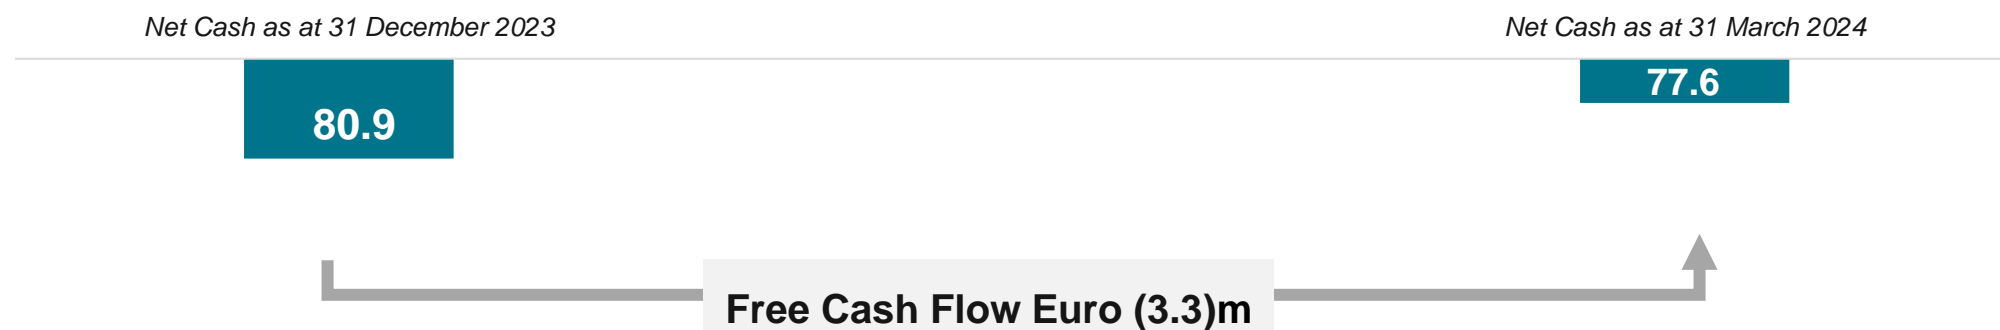 Net Cash as at 31 December 2023
Net Cash as at 31 March 2024
80.9
77.6
Free Cash Flow Euro (3.3)m